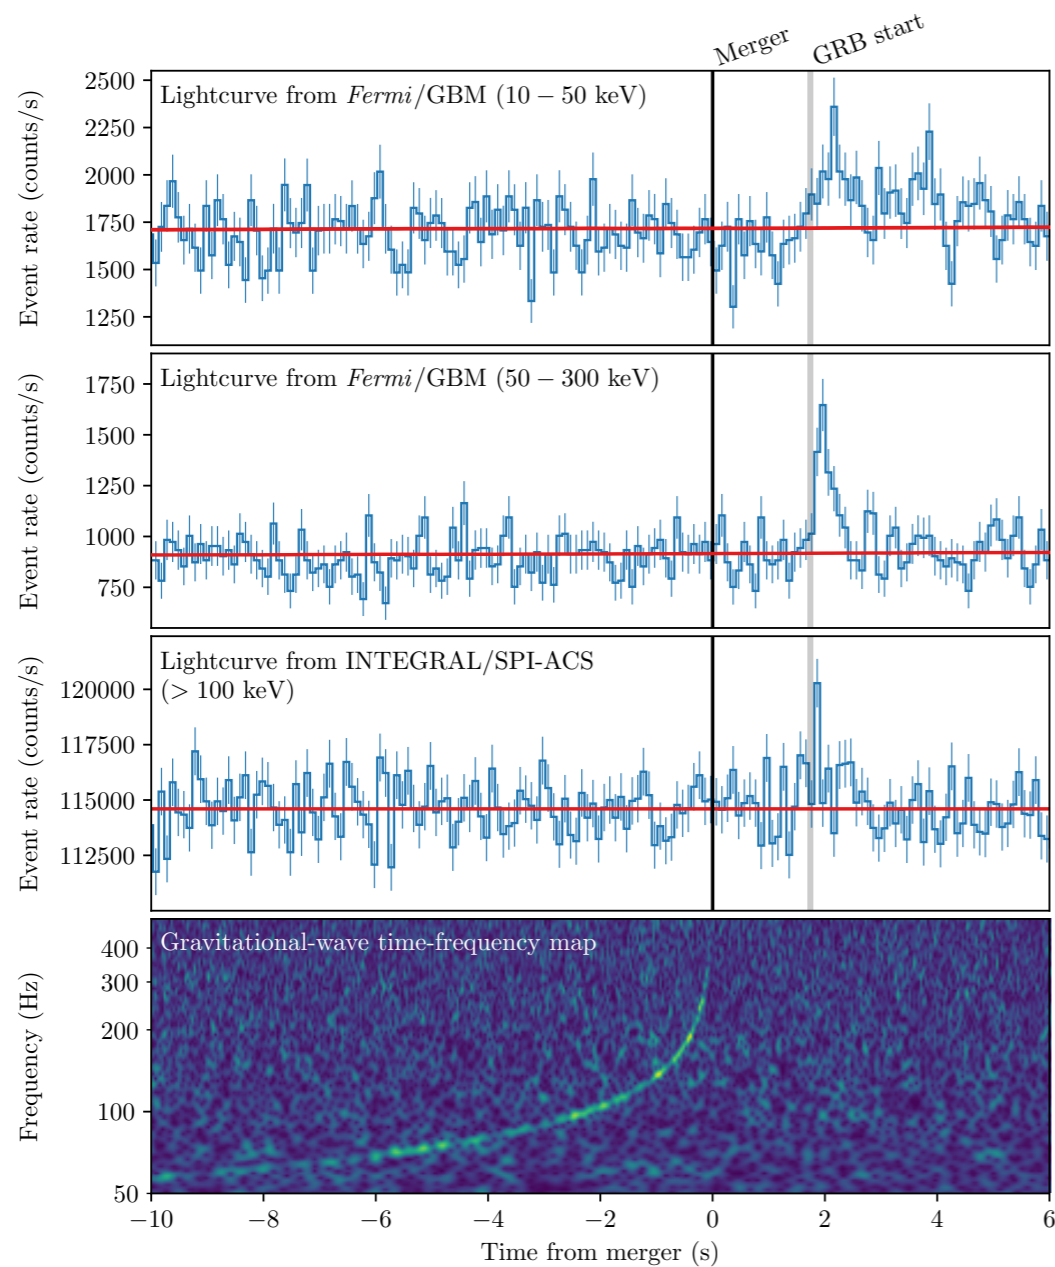 Merger
GRB start
Lightcurve from Fermi/GBM (10 − 50 keV)
Event rate (counts/s)
2500
2250
2000
1750
1500
1250
Lightcurve from Fermi/GBM (50 − 300 keV)
Event rate (counts/s)
1750
1500
1250
1000
750
Lightcurve from INTEGRAL/SPI-ACS
(> 100 keV)
Event rate (counts/s)
120000
117500
115000
112500
Gravitational-wave time-frequency map
Frequency (Hz)
400
300
200
100
50
−10 −8 −6 −4 −2 0 2 4 6
Time from merger (s)